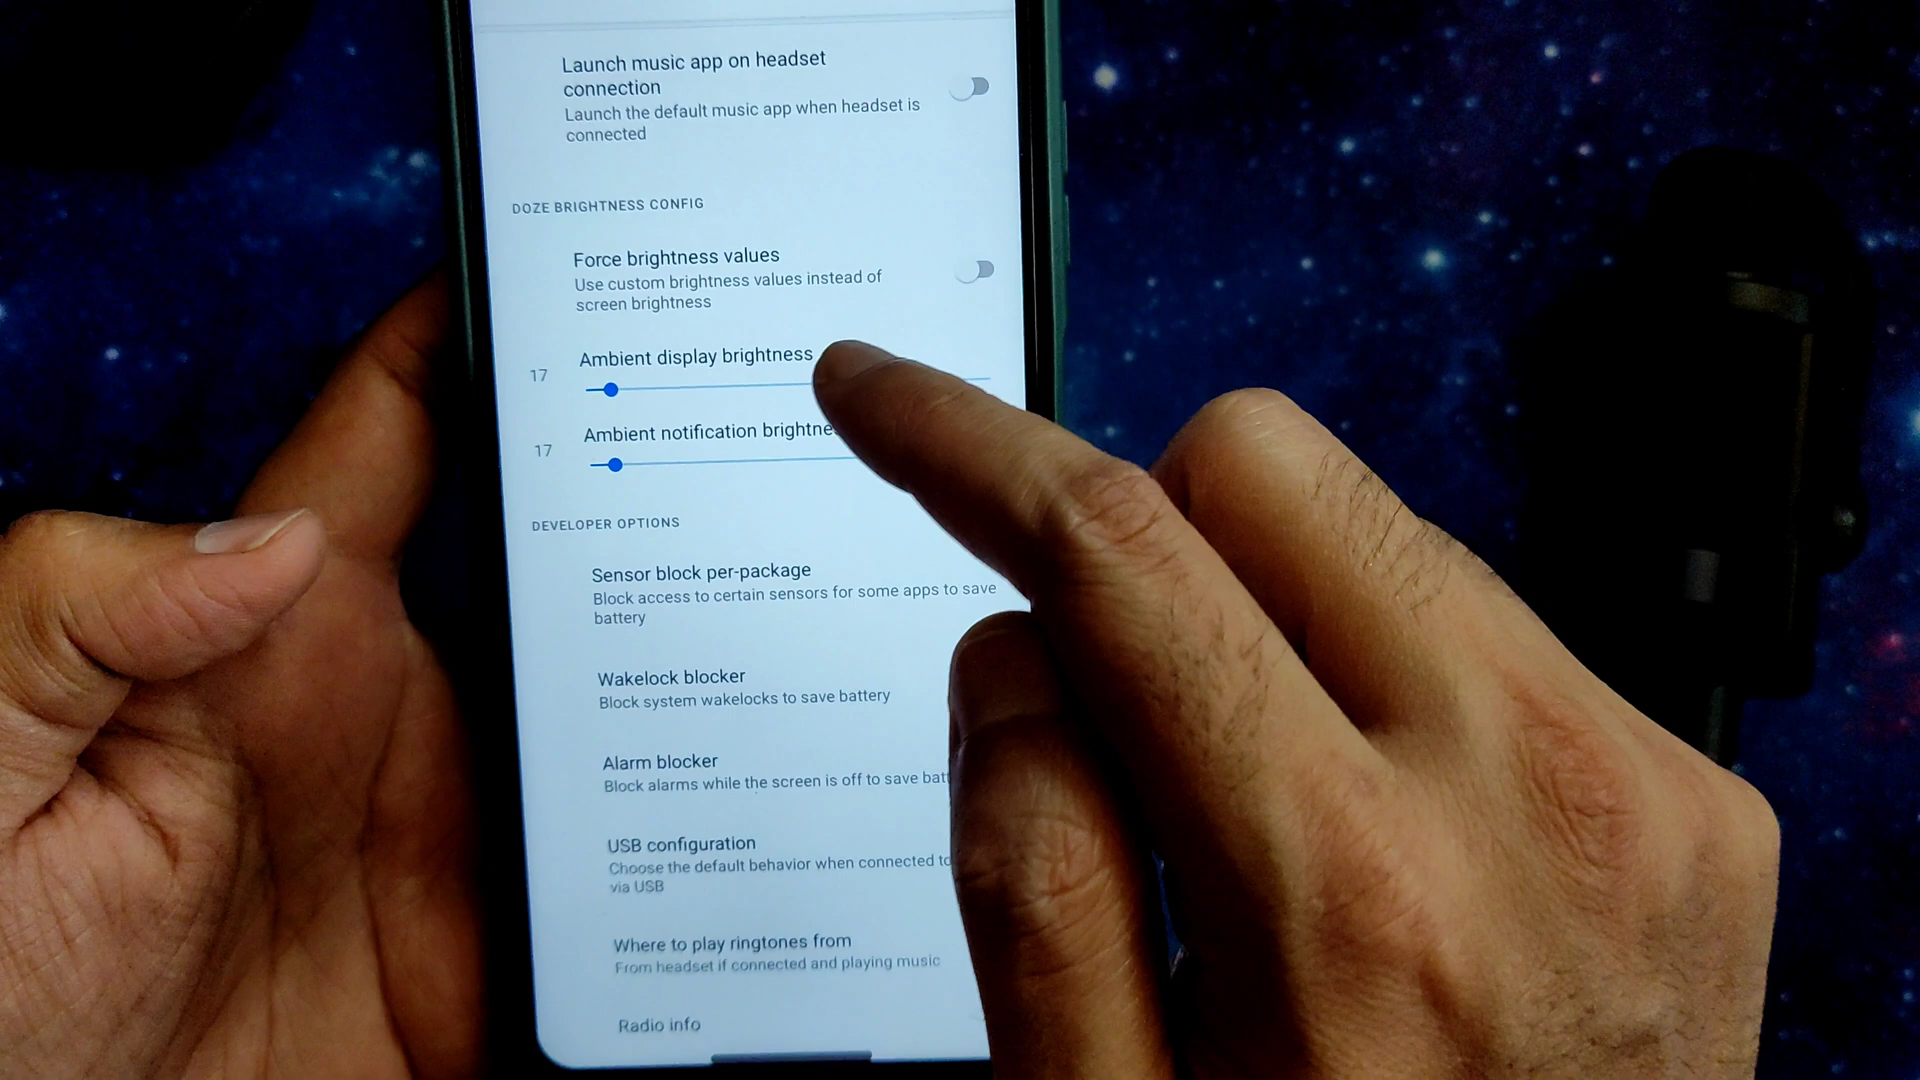 Launch music app on headset
connection
Launch the default music app when headset is
connected
DOZE BRIGHTNESS CONFIG
Force brightness values
Use custom brightness values instead of
screen brightness
Ambient display brightness
17
Ambient notification brightne
17
DEVELOPER OPTIONS
Sensor block per-package
Block access to certain sensors for some apps to save
battery
Wakelock blocker
Block system wakelocks to save battery
Alarm blocker
Block alarms while the screen is off to save bat
USB configuration
Choose the default behavior when connected to
via USB
Where to play ringtones from
From headset if connected and playing music
Radio info